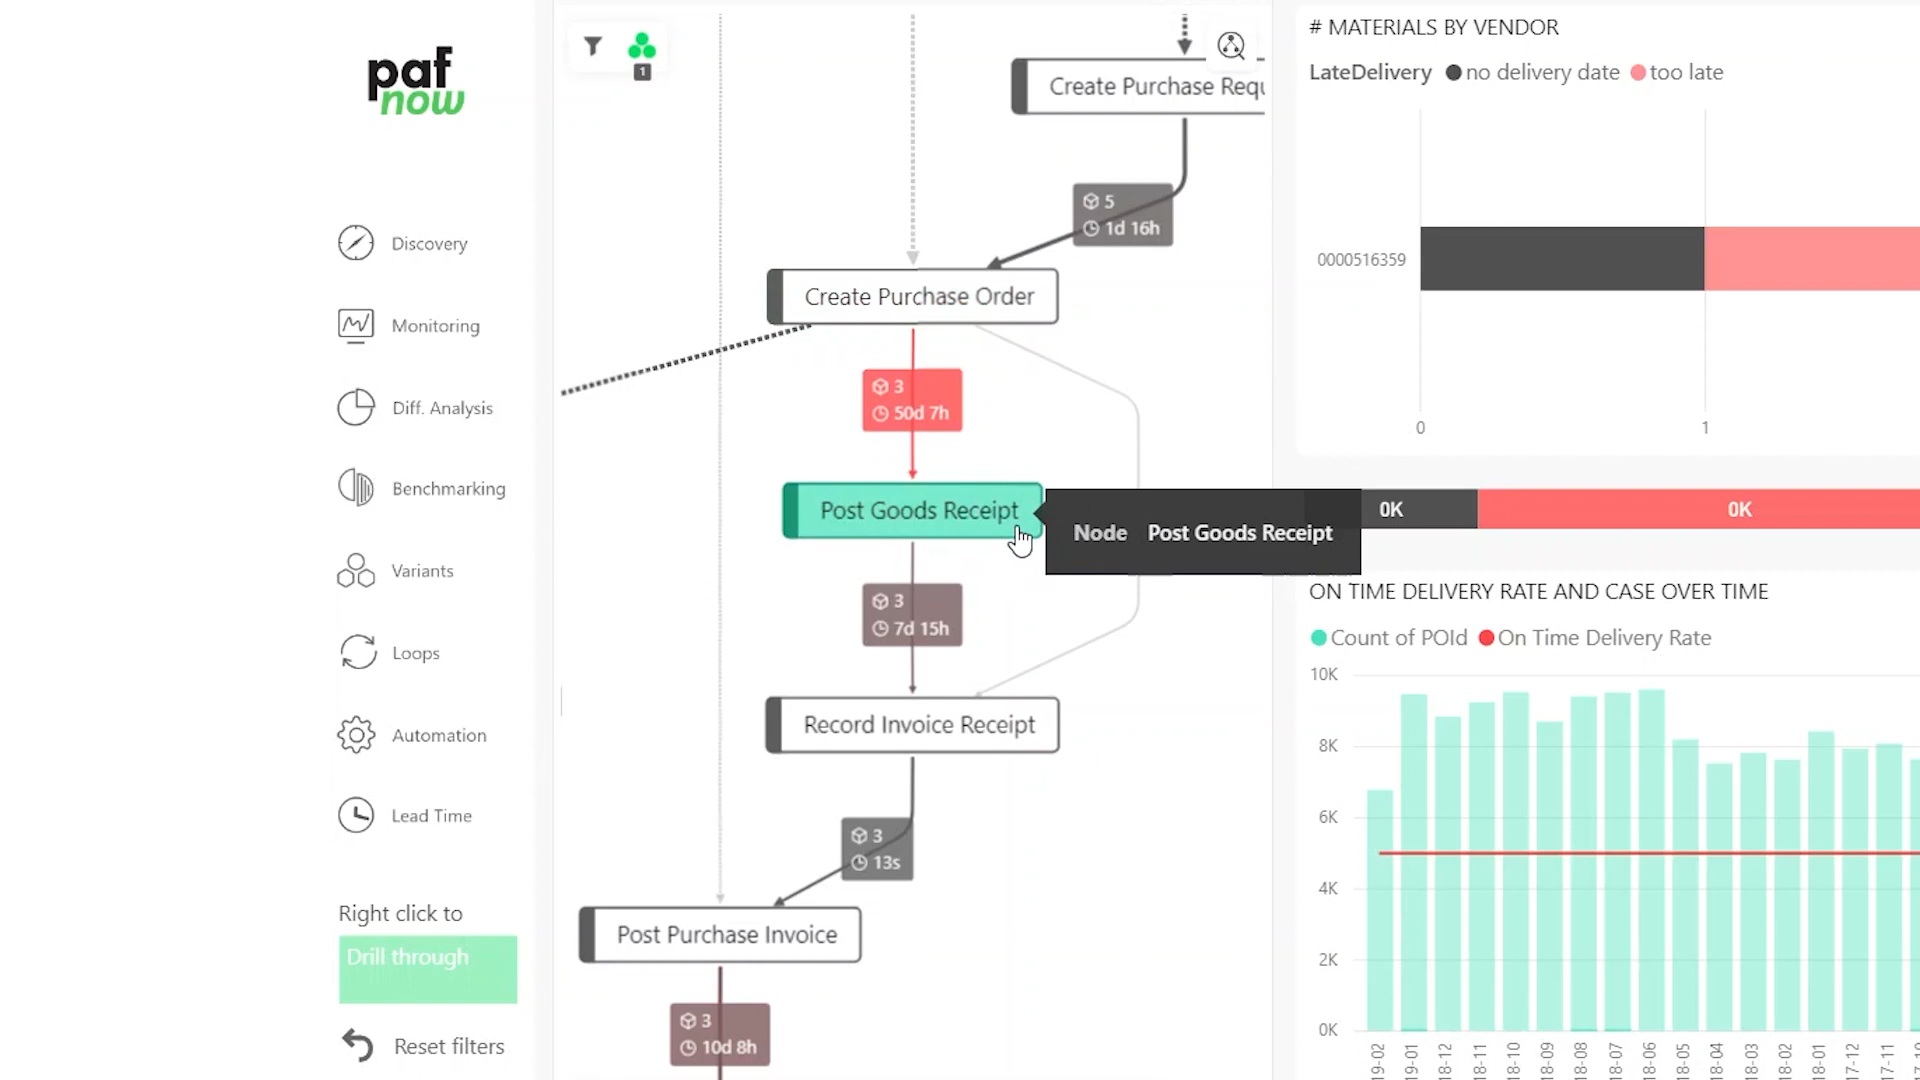 paf
now
Discovery
Monitoring
Diff. Analysis
Benchmarking
Variants
Loops
Automation
Lead Time
Right click to
Drill through
Reset filters
1
Create Purchase Requ
5
1d 16h
Create Purchase Order
3
50d 7h
Post Goods Receipt
Node Post Goods Receipt
3
7d 15h
Record Invoice Receipt
3
13s
Post Purchase Invoice
3
10d 8h
# MATERIALS BY VENDOR
LateDelivery no delivery date too late
0000516359
0 1
0K 0K
ON TIME DELIVERY RATE AND CASE OVER TIME
Count of POId On Time Delivery Rate
10K
8K
6K
4K
2K
0K
19-02 19-01 18-12 18-11 18-10 18-09 18-08 18-07 18-06 18-05 18-04 18-03 18-02 18-01 17-12 17-11